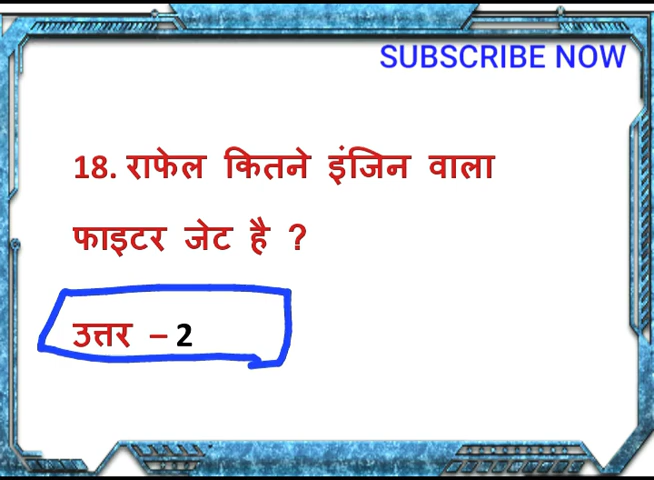 SUBSCRIBE NOW
18. राफेल कितने इंजिन वाला
फाइटर जेट है ?
उत्तर – 2